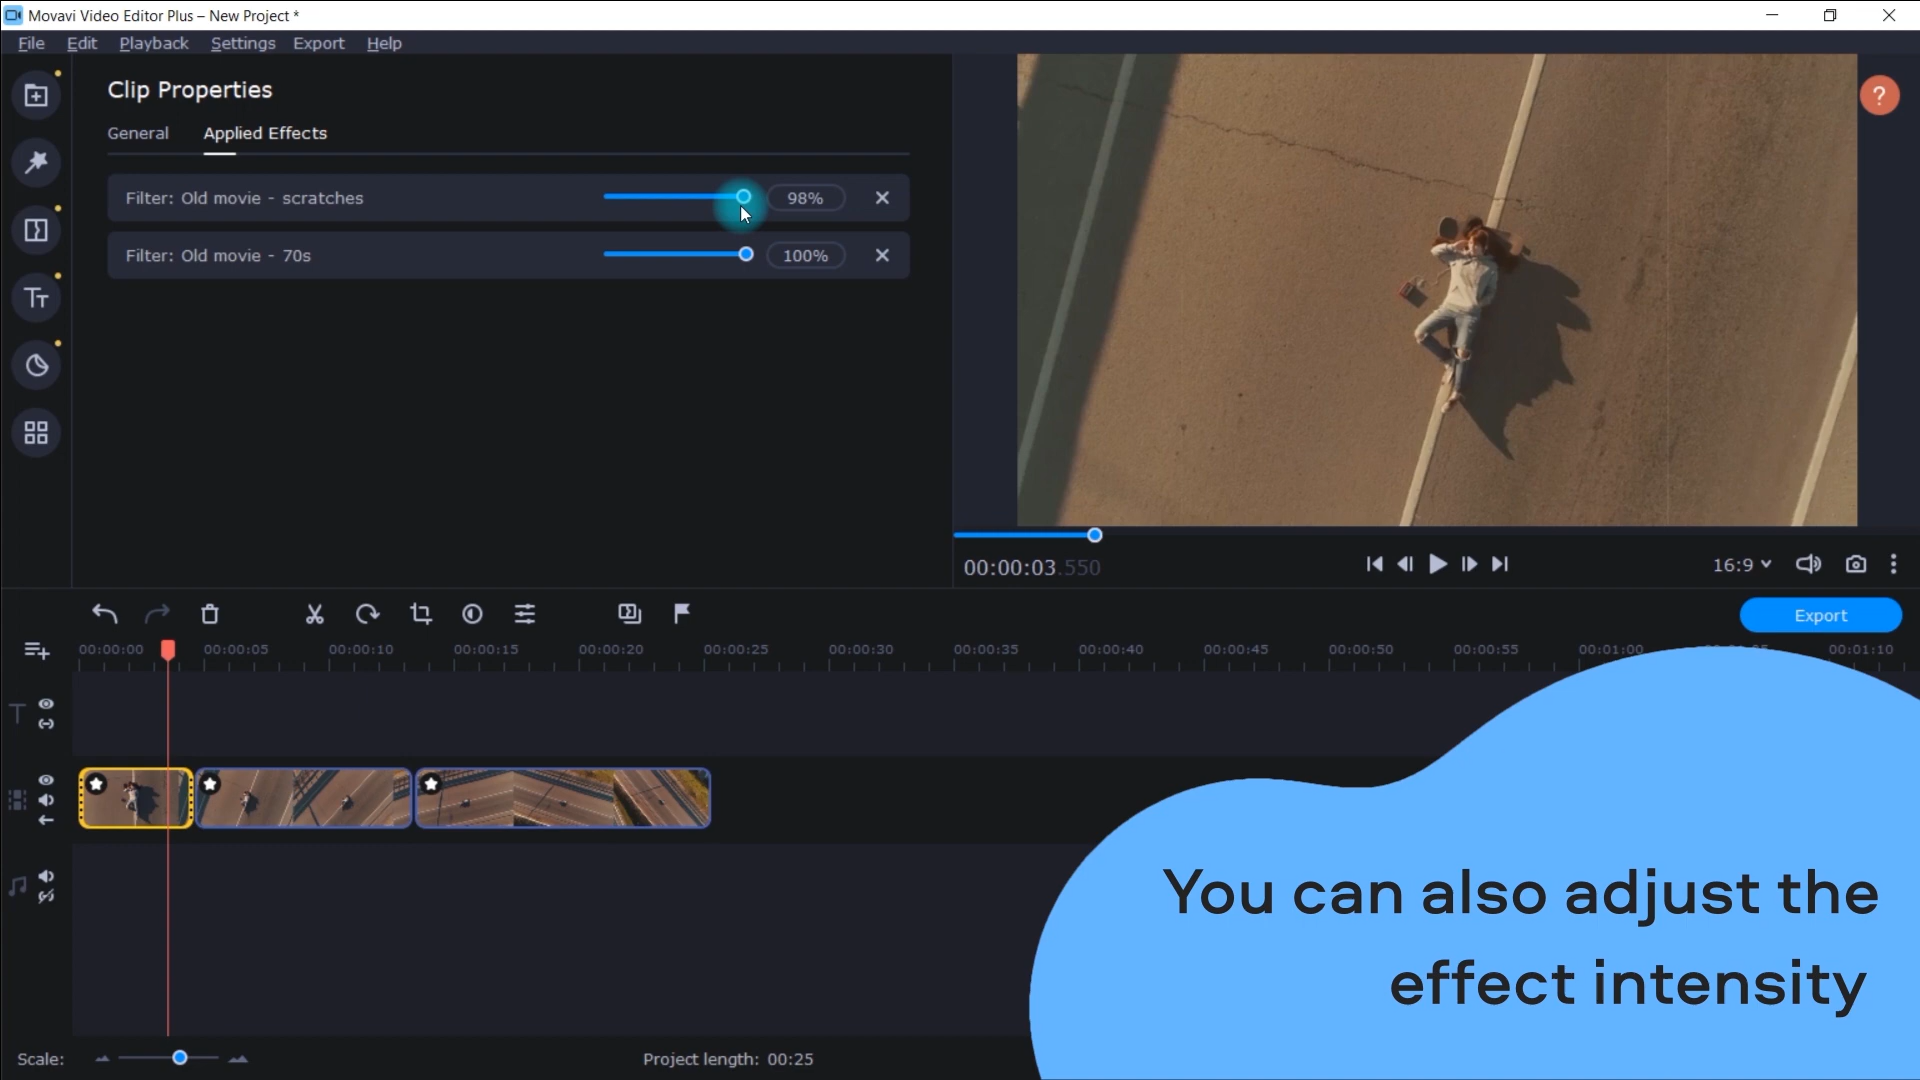 Movavi Video Editor Plus – New Project *
File Edit Playback Settings Export Help
Clip Properties
General Applied Effects
Filter: Old movie - scratches 98%
Filter: Old movie - 70s 100%
?
00:00:03.550
16:9
Export
00:00:00 00:00:05 00:00:10 00:00:15 00:00:20 00:00:25 00:00:30 00:00:35 00:00:40 00:00:45 00:00:50 00:00:55 00:01:00 00:01:10
You can also adjust the
effect intensity
Scale:
Project length: 00:25